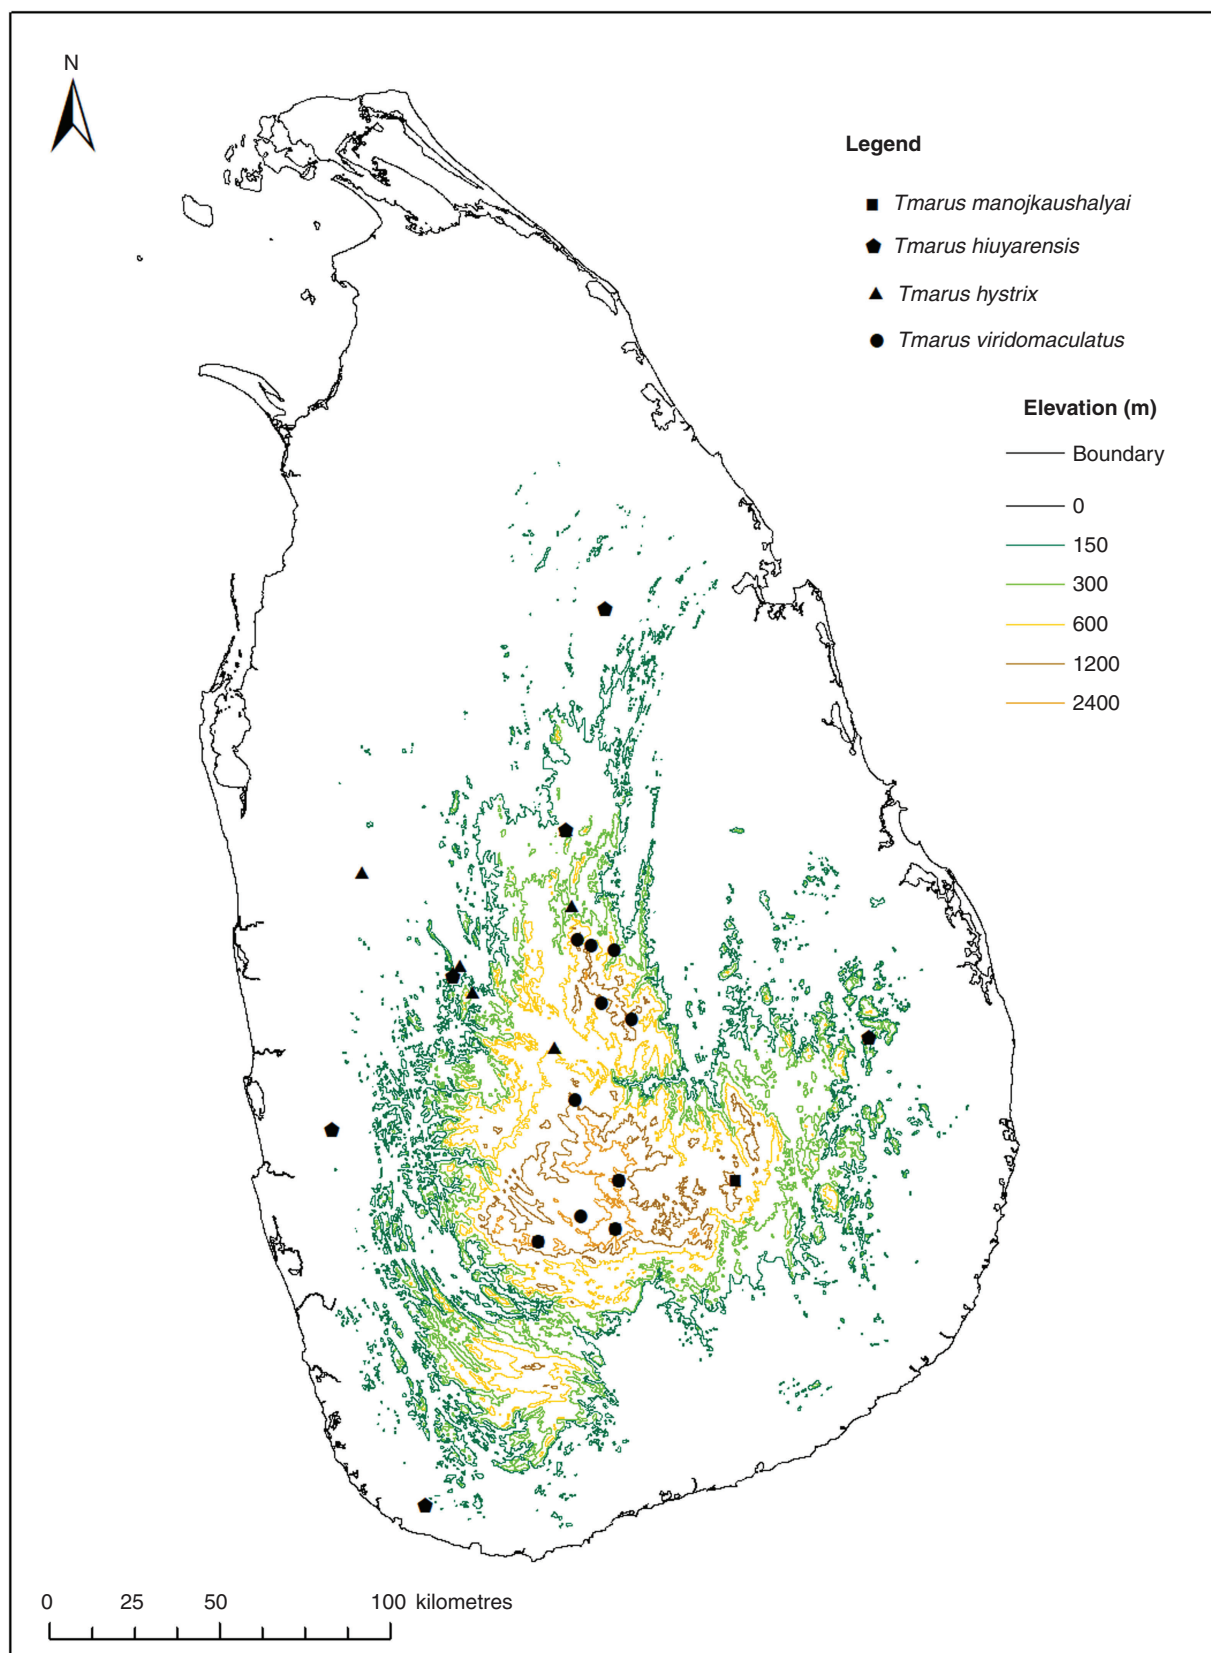 N
Legend
Tmarus manojkaushalyai
Tmarus hiuyarensis
Tmarus hystrix
Tmarus viridomaculatus
Elevation (m)
Boundary
0
150
300
600
1200
2400
0 25 50 100 kilometres